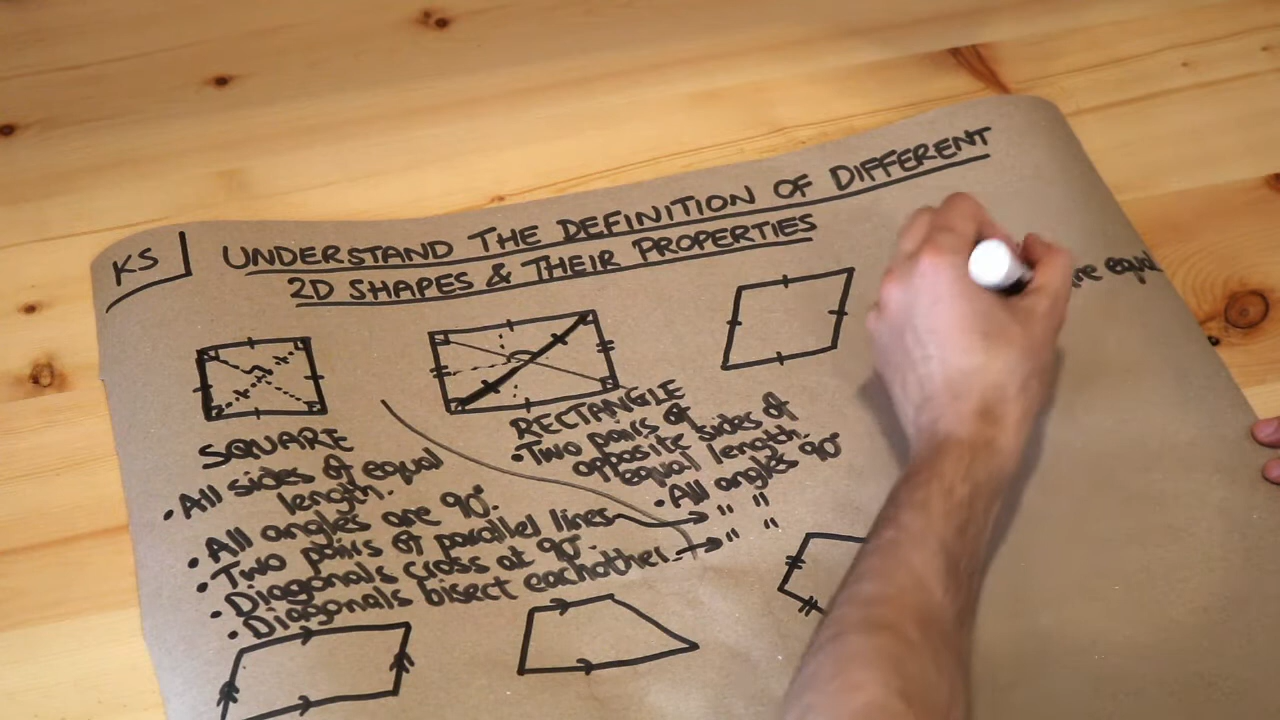 KS
UNDERSTAND THE DEFINITION OF DIFFERENT
2D SHAPES & THEIR PROPERTIES
SQUARE
• All sides of equal
length.
• All angles are 90°.
• Two pairs of parallel lines
• Diagonals cross at 90°
• Diagonals bisect eachother.
RECTANGLE
• Two pairs of
opposite sides of
equal length.
• All angles 90°
" "
" "
equal